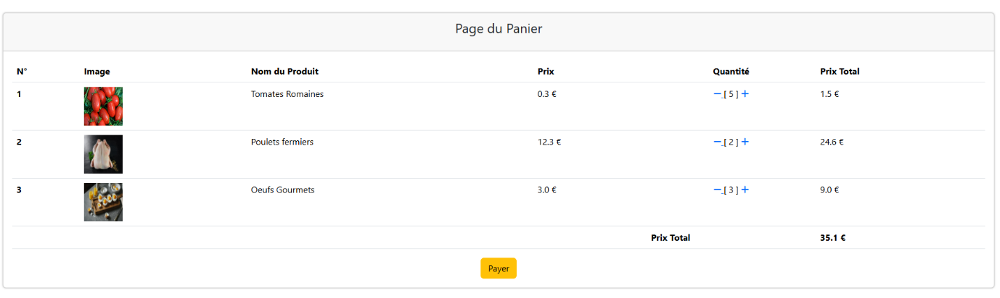 Page du Panier
N° Image Nom du Produit Prix Quantité Prix Total
1 Tomates Romaines 0.3 € [ 5 ] + 1.5 €
2 Poulets fermiers 12.3 € [ 2 ] + 24.6 €
3 Oeufs Gourmets 3.0 € [ 3 ] + 9.0 €
Prix Total 35.1 €
Payer